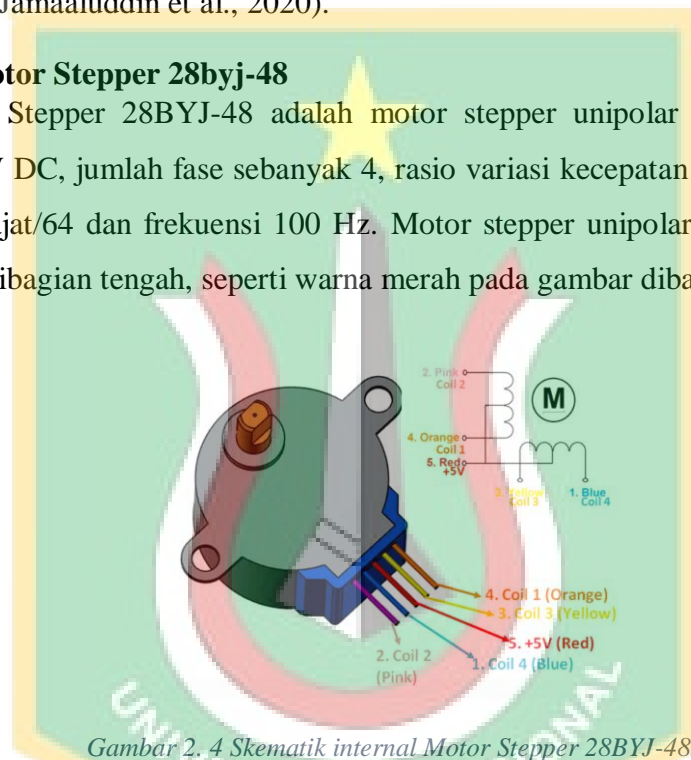 Jamaaluddin et al., 2020).
otor Stepper 28byj-48
Stepper 28BYJ-48 adalah motor stepper unipolar
DC, jumlah fase sebanyak 4, rasio variasi kecepatan
jat/64 dan frekuensi 100 Hz. Motor stepper unipolar
dibagian tengah, seperti warna merah pada gambar diba
2. Pink
Coil 2
M
4. Orange
Coil 1
5. Red
+5V
3. Yellow
Coil 3
1. Blue
Coil 4
4. Coil 1 (Orange)
3. Coil 3 (Yellow)
5. +5V (Red)
1. Coil 4 (Blue)
2. Coil 2
(Pink)
Gambar 2. 4 Skematik internal Motor Stepper 28BYJ-48